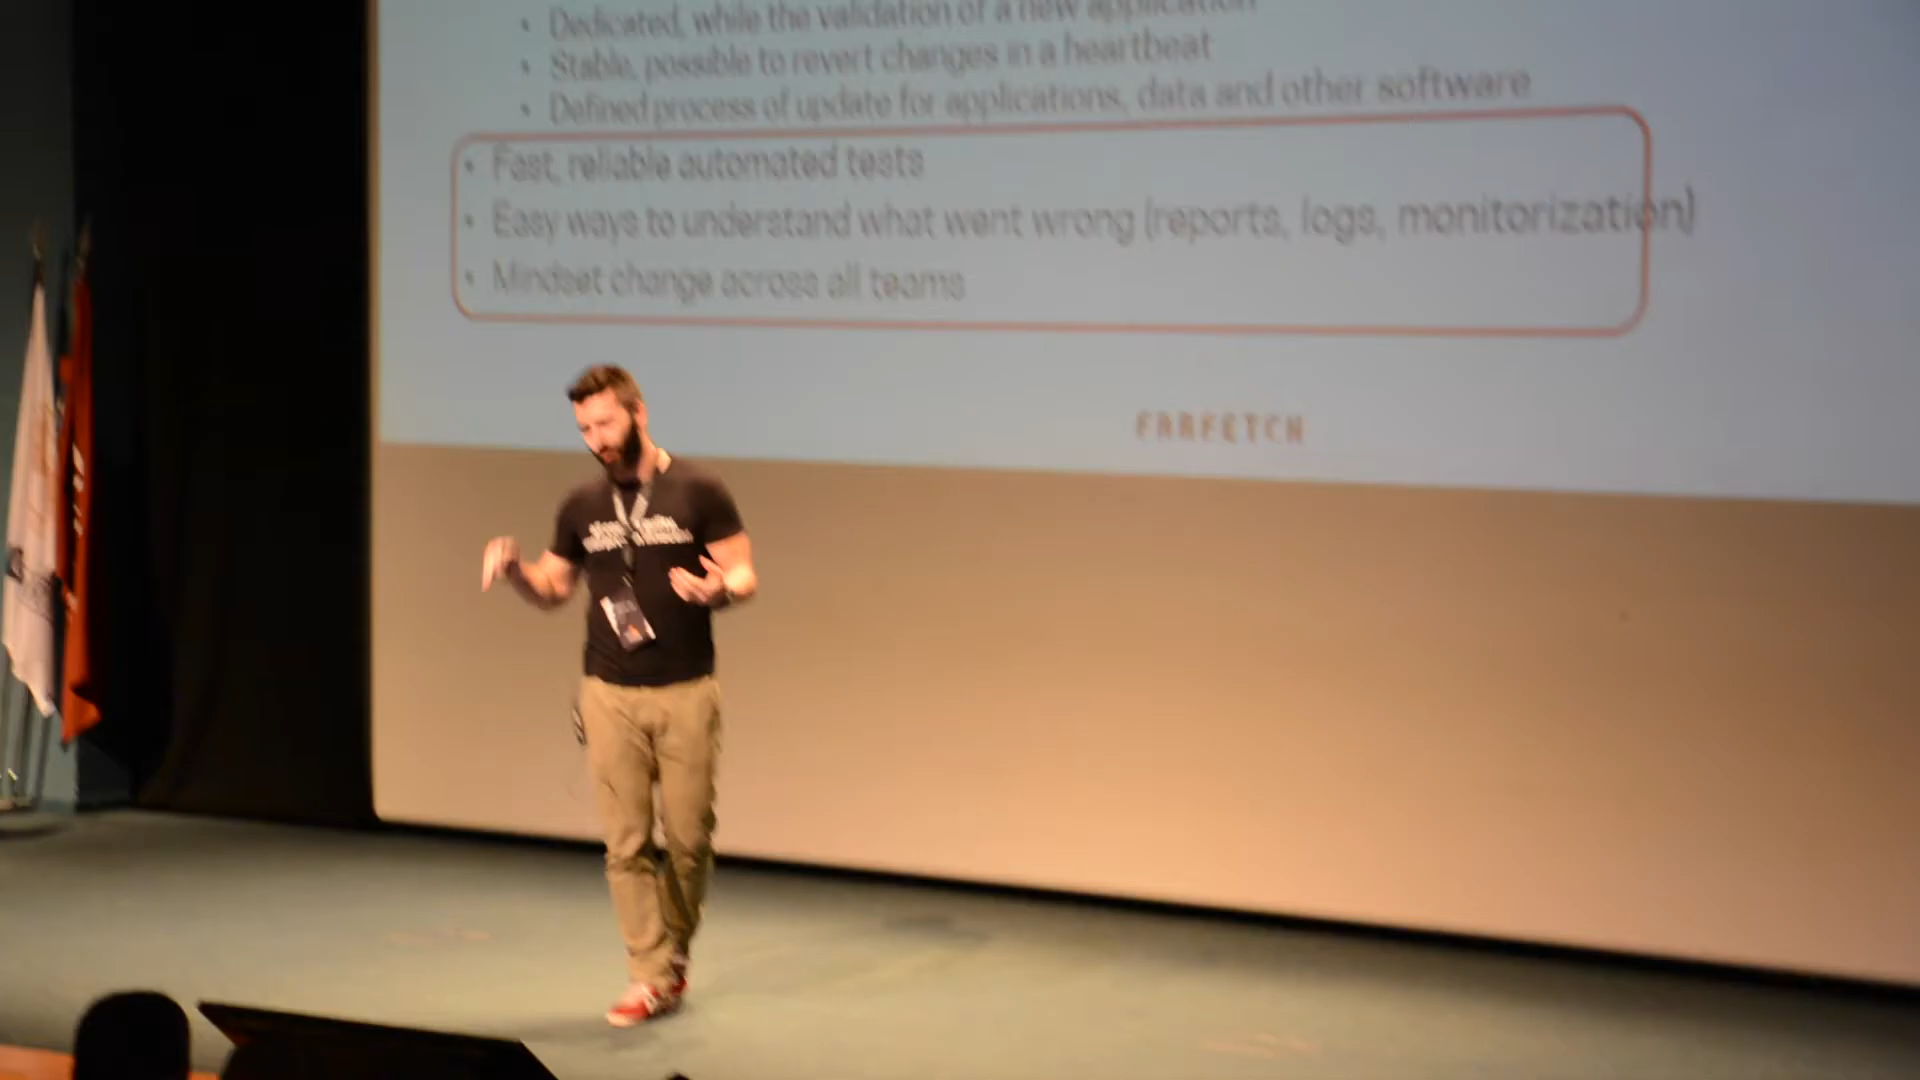 • Dedicated, while the validation of a new application
• Stable, possible to revert changes in a heartbeat
• Defined process of update for applications, data and other software
• Fast, reliable automated tests
• Easy ways to understand what went wrong (reports, logs, monitorization)
• Mindset change across all teams
FARFETCH